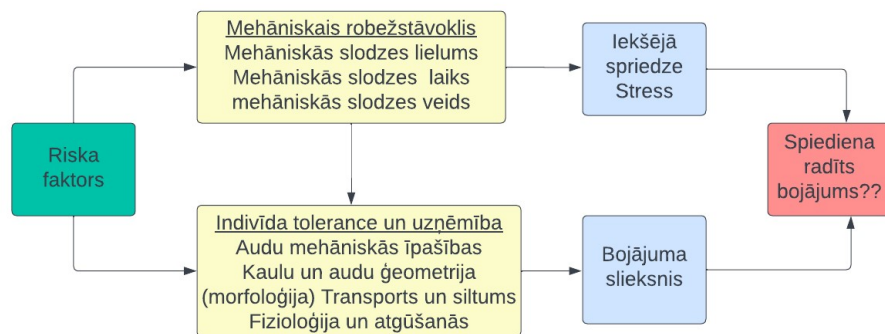 Riska
faktors
Mehāniskais robežstāvoklis
Mehāniskās slodzes lielums
Mehāniskās slodzes laiks
mehāniskās slodzes veids
Iekšējā
spriedze
Stress
Indivīda tolerance un uzņēmība
Audu mehāniskās īpašības
Kaulu un audu ģeometrija
(morfoloģija) Transports un siltums
Fizioloģija un atgūšanās
Bojājuma
slieksnis
Spiediena
radīts
bojājums??